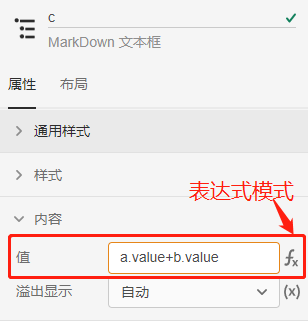 c
MarkDown 文本框
属性 布局
通用样式
样式
表达式模式
内容
值 a.value+b.value fx
溢出显示 自动 (x)